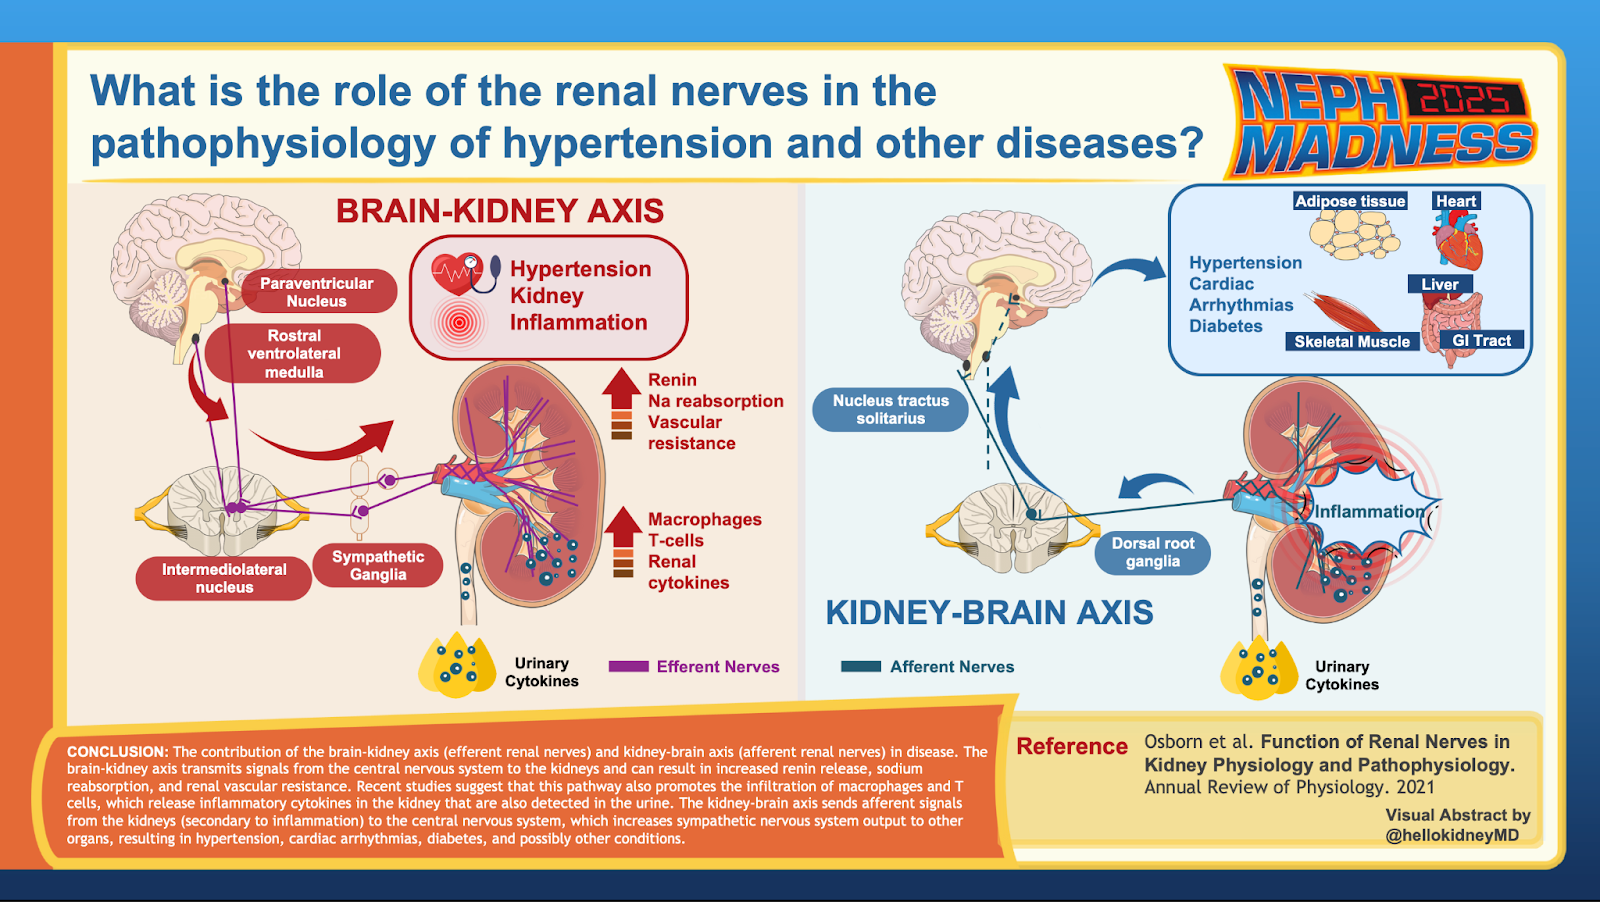 What is the role of the renal nerves in the
pathophysiology of hypertension and other diseases?
NEPH 2025
MADNESS
BRAIN-KIDNEY AXIS
Paraventricular
Nucleus
Rostral
ventrolateral
medulla
Hypertension
Kidney
Inflammation
Renin
Na reabsorption
Vascular
resistance
Macrophages
T-cells
Renal
cytokines
Intermediolateral
nucleus
Sympathetic
Ganglia
Urinary
Cytokines
Efferent Nerves
Adipose tissue
Heart
Hypertension
Cardiac
Arrhythmias
Diabetes
Liver
Skeletal Muscle
GI Tract
Nucleus tractus
solitarius
Inflammation
Dorsal root
ganglia
KIDNEY-BRAIN AXIS
Afferent Nerves
Urinary
Cytokines
CONCLUSION: The contribution of the brain-kidney axis (efferent renal nerves) and kidney-brain axis (afferent renal nerves) in disease. The
brain-kidney axis transmits signals from the central nervous system to the kidneys and can result in increased renin release, sodium
reabsorption, and renal vascular resistance. Recent studies suggest that this pathway also promotes the infiltration of macrophages and T
cells, which release inflammatory cytokines in the kidney that are also detected in the urine. The kidney-brain axis sends afferent signals
from the kidneys (secondary to inflammation) to the central nervous system, which increases sympathetic nervous system output to other
organs, resulting in hypertension, cardiac arrhythmias, diabetes, and possibly other conditions.
Reference
Osborn et al. Function of Renal Nerves in
Kidney Physiology and Pathophysiology.
Annual Review of Physiology. 2021
Visual Abstract by
@hellokidneyMD